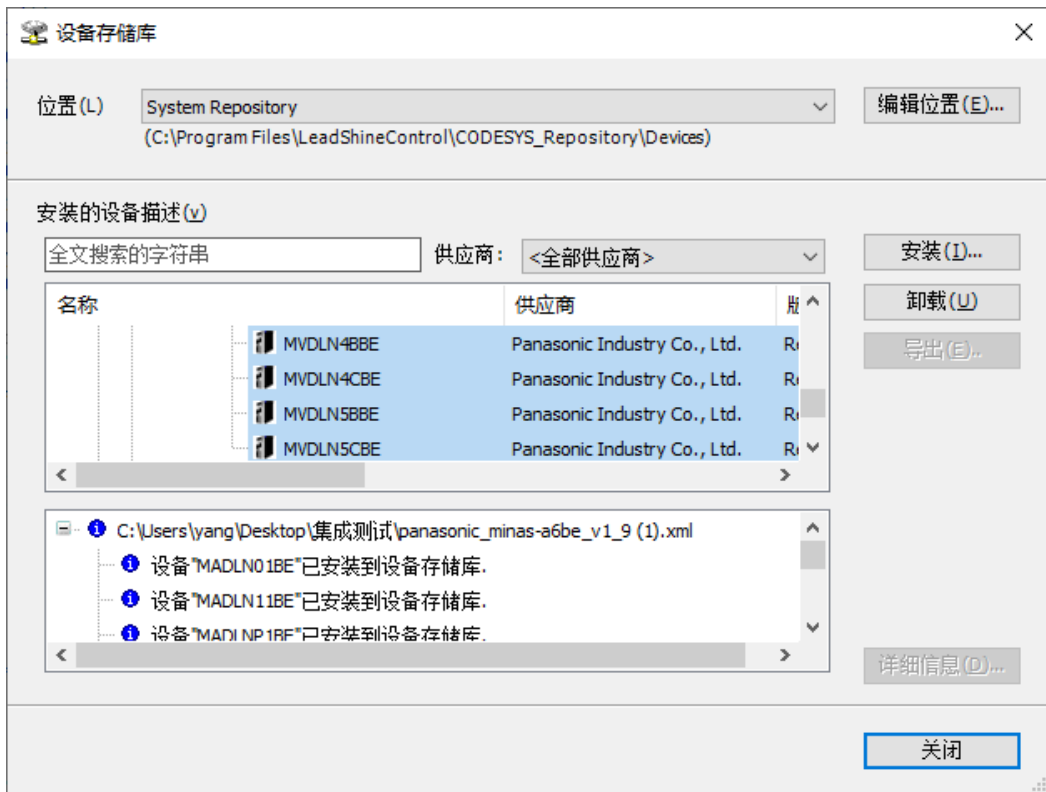 设备存储库
位置(L) System Repository 编辑位置(E)...
(C:\Program Files\LeadShineControl\CODESYS_Repository\Devices)
安装的设备描述(v)
全文搜索的字符串 供应商: <全部供应商> 安装(I)...
名称 供应商 卸载(U)
MVDLN4BBE Panasonic Industry Co., Ltd. 导出(E)..
MVDLN4CBE Panasonic Industry Co., Ltd.
MVDLN5BBE Panasonic Industry Co., Ltd.
MVDLN5CBE Panasonic Industry Co., Ltd.
C:\Users\yang\Desktop\集成测试\panasonic_minas-a6be_v1_9 (1).xml
设备"MADLN01BE"已安装到设备存储库.
设备"MADLN11BE"已安装到设备存储库.
设备"MADLNP1BE"已安装到设备存储库.
详细信息(D)...
关闭